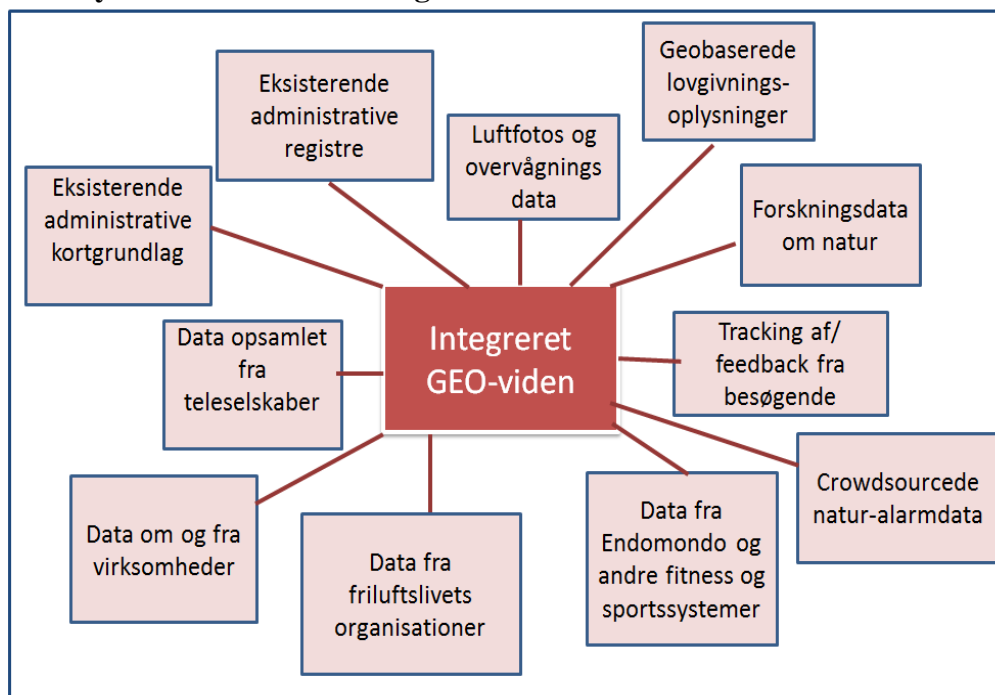 Eksisterende
administrative
registre
Geobaserede
lovgivnings-
oplysninger
Luftfotos og
overvågnings
data
Eksisterende
administrative
kortgrundlag
Forskningsdata
om natur
Integreret
GEO-viden
Data opsamlet
fra
teleselskaber
Tracking af/
feedback fra
besøgende
Crowdsourcede
natur-alarmdata
Data om og fra
virksomheder
Data fra
friluftslivets
organisationer
Data fra
Endomondo og
andre fitness og
sportssystemer